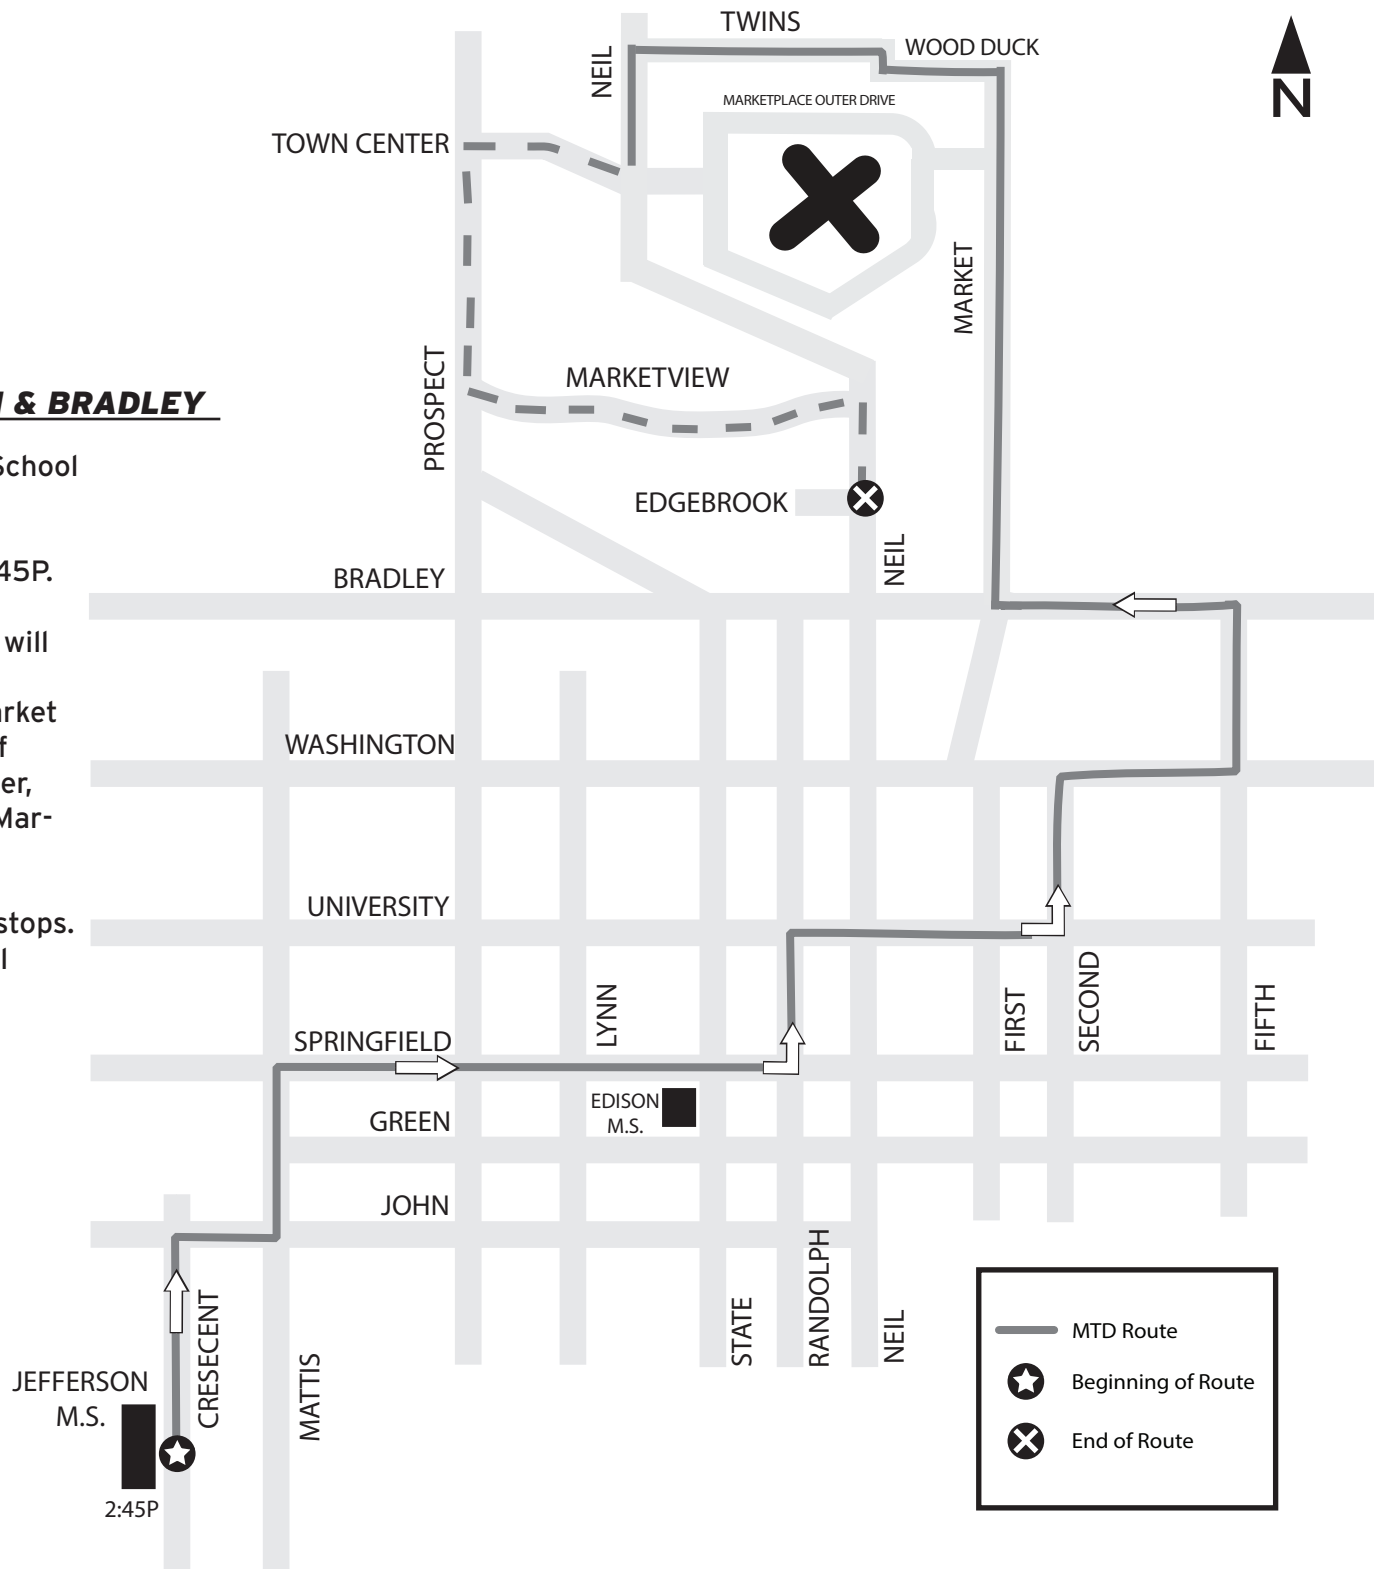 TWINS
WOOD DUCK
NEIL
N
MARKETPLACE OUTER DRIVE
TOWN CENTER
MARKET
PROSPECT
MARKETVIEW
& BRADLEY
School
EDGEBROOK
NEIL
45P.
BRADLEY
will
rket
WASHINGTON
f
er,
Mar-
UNIVERSITY
stops.
l
LYNN
FIRST
SECOND
FIFTH
SPRINGFIELD
EDISON
M.S.
GREEN
JOHN
STATE
RANDOLPH
NEIL
CRESECENT
MATTIS
JEFFERSON
M.S.
2:45P
MTD Route
Beginning of Route
End of Route